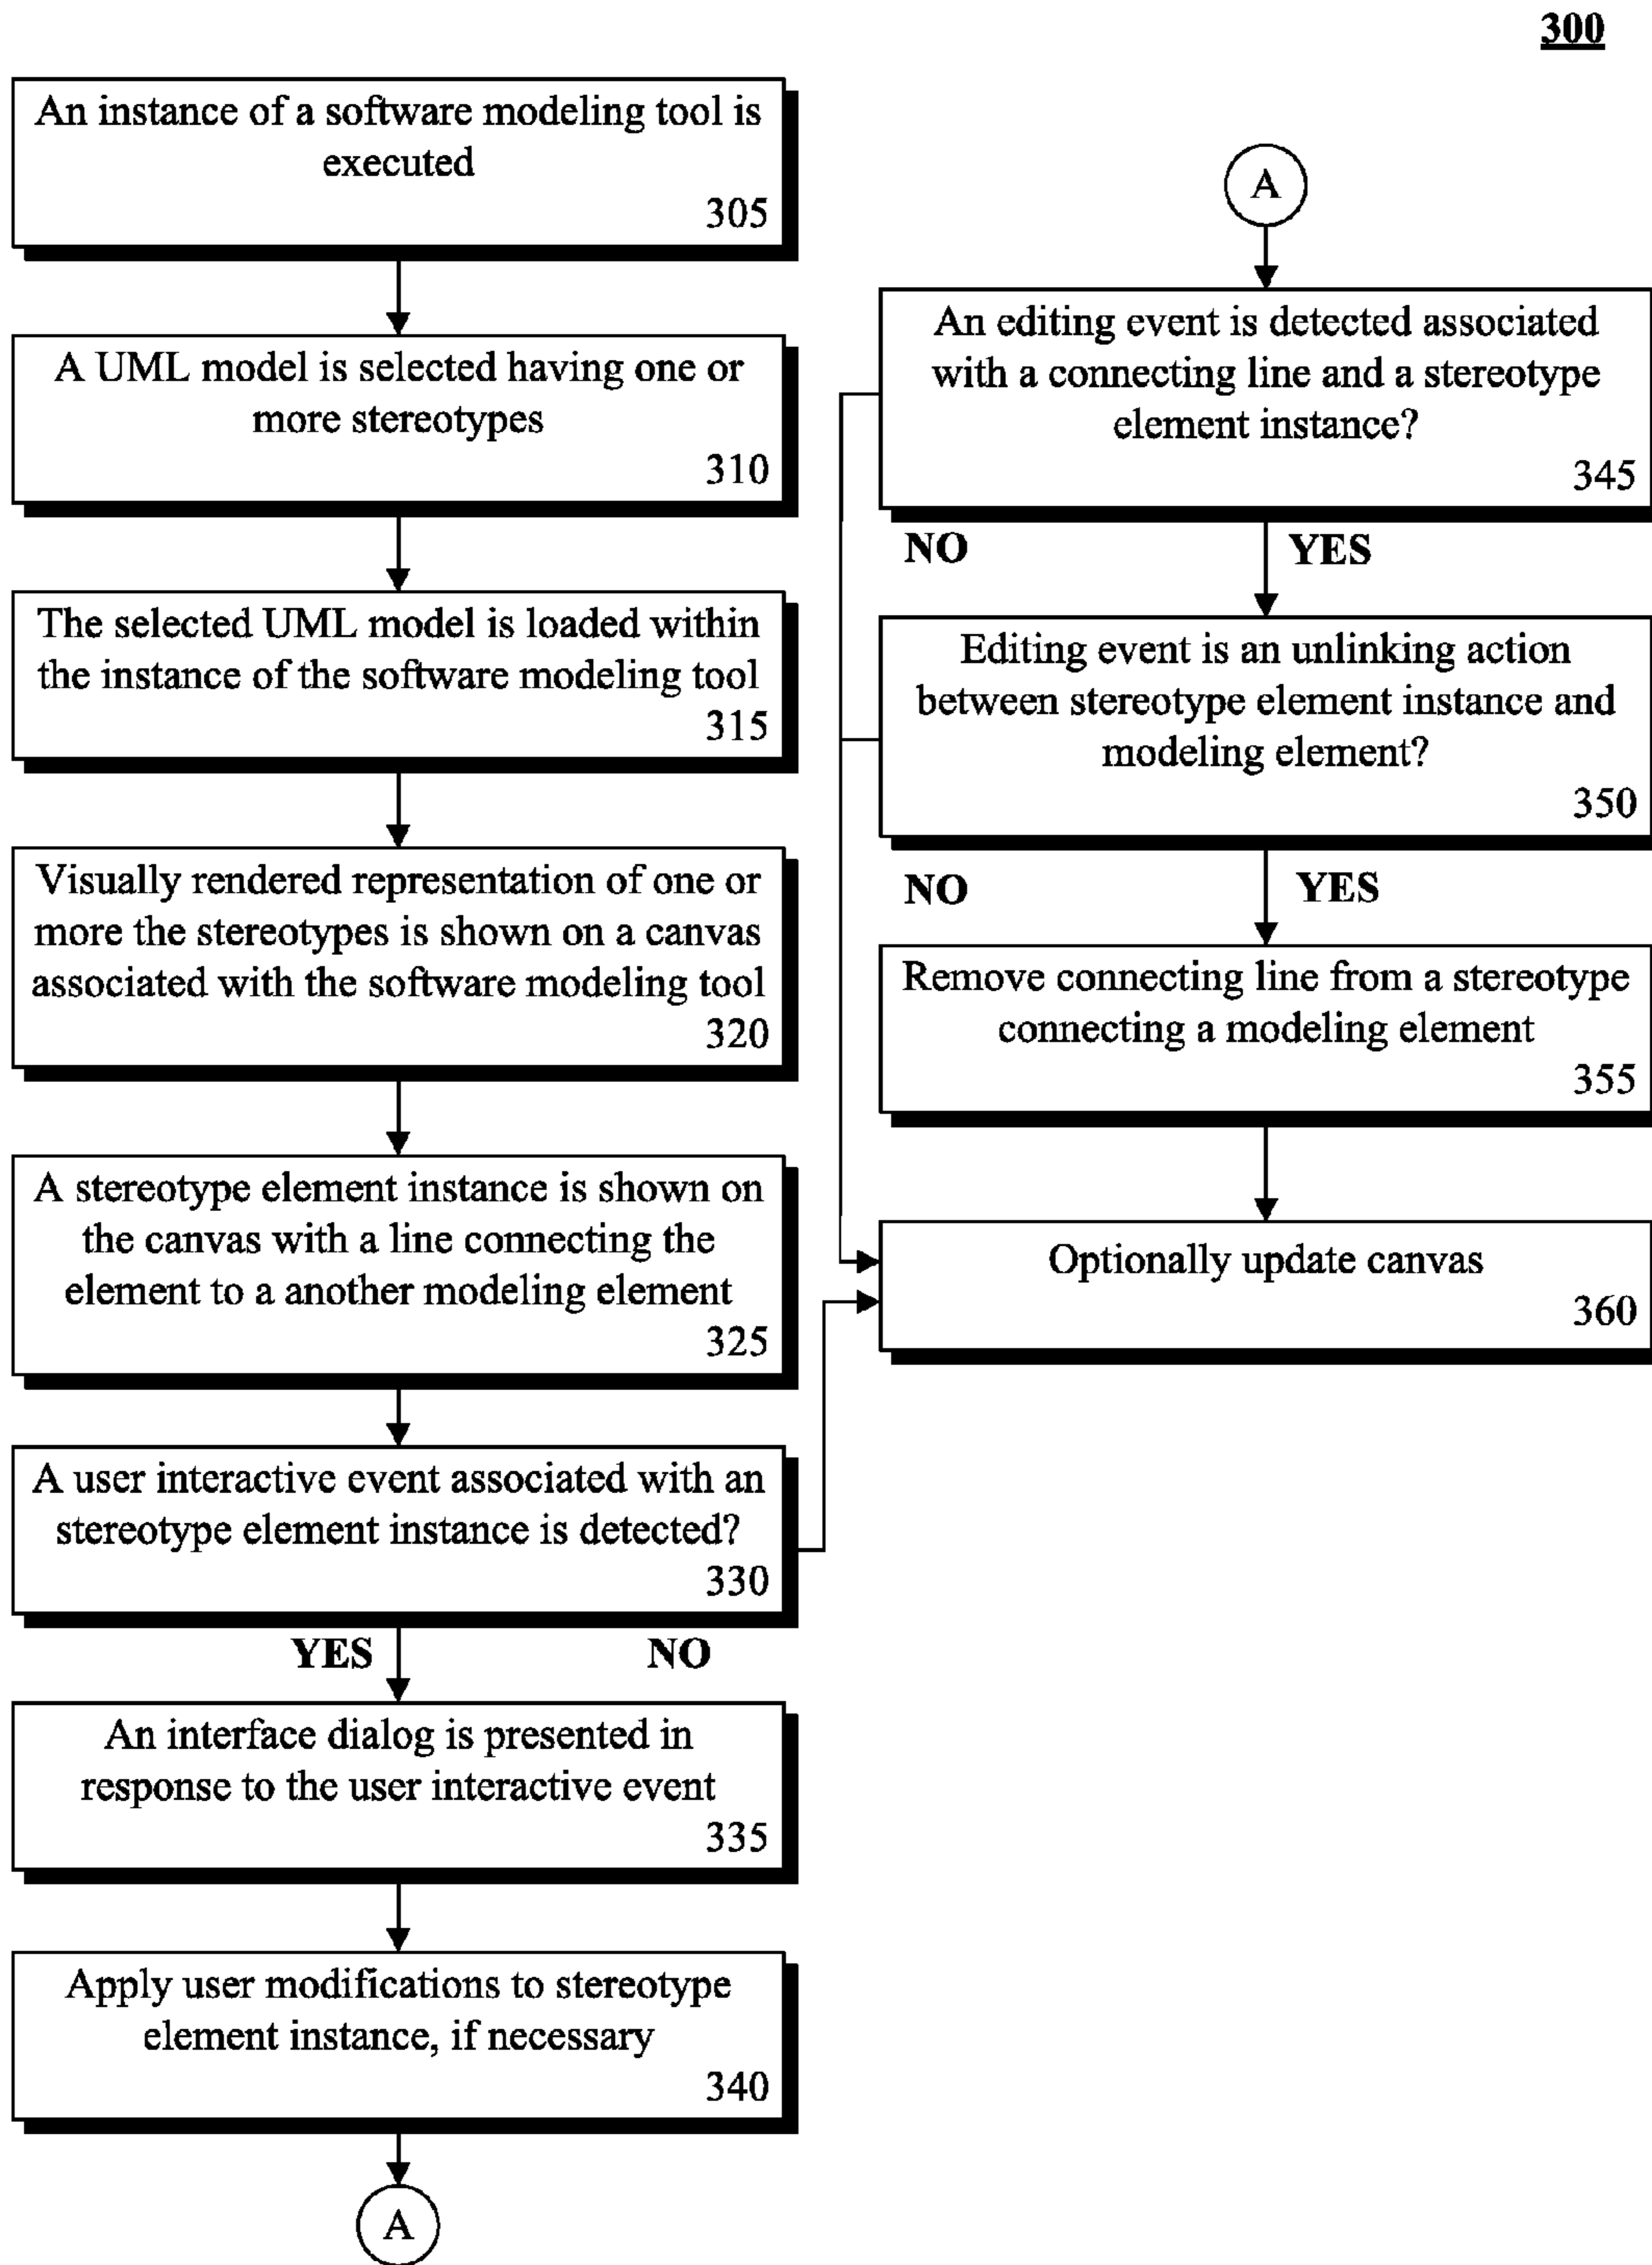 300
An instance of a software modeling tool is
executed
305
A UML model is selected having one or
more stereotypes
310
The selected UML model is loaded within
the instance of the software modeling tool
315
Visually rendered representation of one or
more the stereotypes is shown on a canvas
associated with the software modeling tool
320
A stereotype element instance is shown on
the canvas with a line connecting the
element to a another modeling element
325
A user interactive event associated with an
stereotype element instance is detected?
330
YES
NO
An interface dialog is presented in
response to the user interactive event
335
Apply user modifications to stereotype
element instance, if necessary
340
A
A
An editing event is detected associated
with a connecting line and a stereotype
element instance?
345
NO
YES
Editing event is an unlinking action
between stereotype element instance and
modeling element?
350
NO
YES
Remove connecting line from a stereotype
connecting a modeling element
355
Optionally update canvas
360